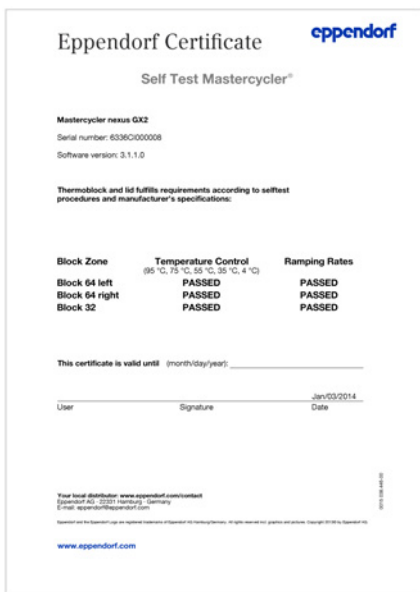 Eppendorf Certificate
eppendorf
Self Test Mastercycler®
Mastercycler nexus GX2
Serial number: 6336CI000008
Software version: 3.1.1.0
Thermoblock and lid fulfills requirements according to selftest
procedures and manufacturer's specifications:
Block Zone Temperature Control Ramping Rates
(95 °C, 75 °C, 55 °C, 35 °C, 4 °C)
Block 64 left PASSED PASSED
Block 64 right PASSED PASSED
Block 32 PASSED PASSED
This certificate is valid until (month/day/year):
Jan/03/2014
User Signature Date
Your local distributor: www.eppendorf.com/contact
Eppendorf AG · 22331 Hamburg · Germany
E-mail: eppendorf@eppendorf.com
www.eppendorf.com